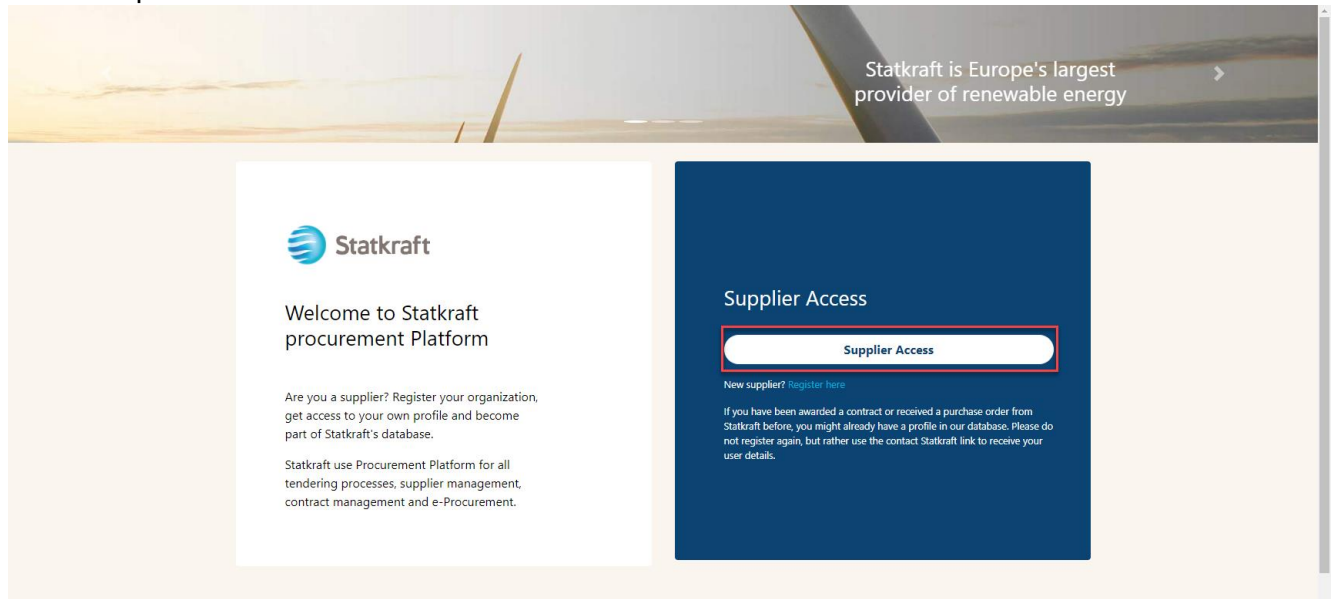 Statkraft is Europe's largest
provider of renewable energy
Statkraft
Welcome to Statkraft
procurement Platform
Are you a supplier? Register your organization,
get access to your own profile and become
part of Statkraft's database.
Statkraft use Procurement Platform for all
tendering processes, supplier management,
contract management and e-Procurement.
Supplier Access
Supplier Access
New supplier? Register here
If you have been awarded a contract or received a purchase order from
Statkraft before, you might already have a profile in our database. Please do
not register again, but rather use the contact Statkraft link to receive your
user details.